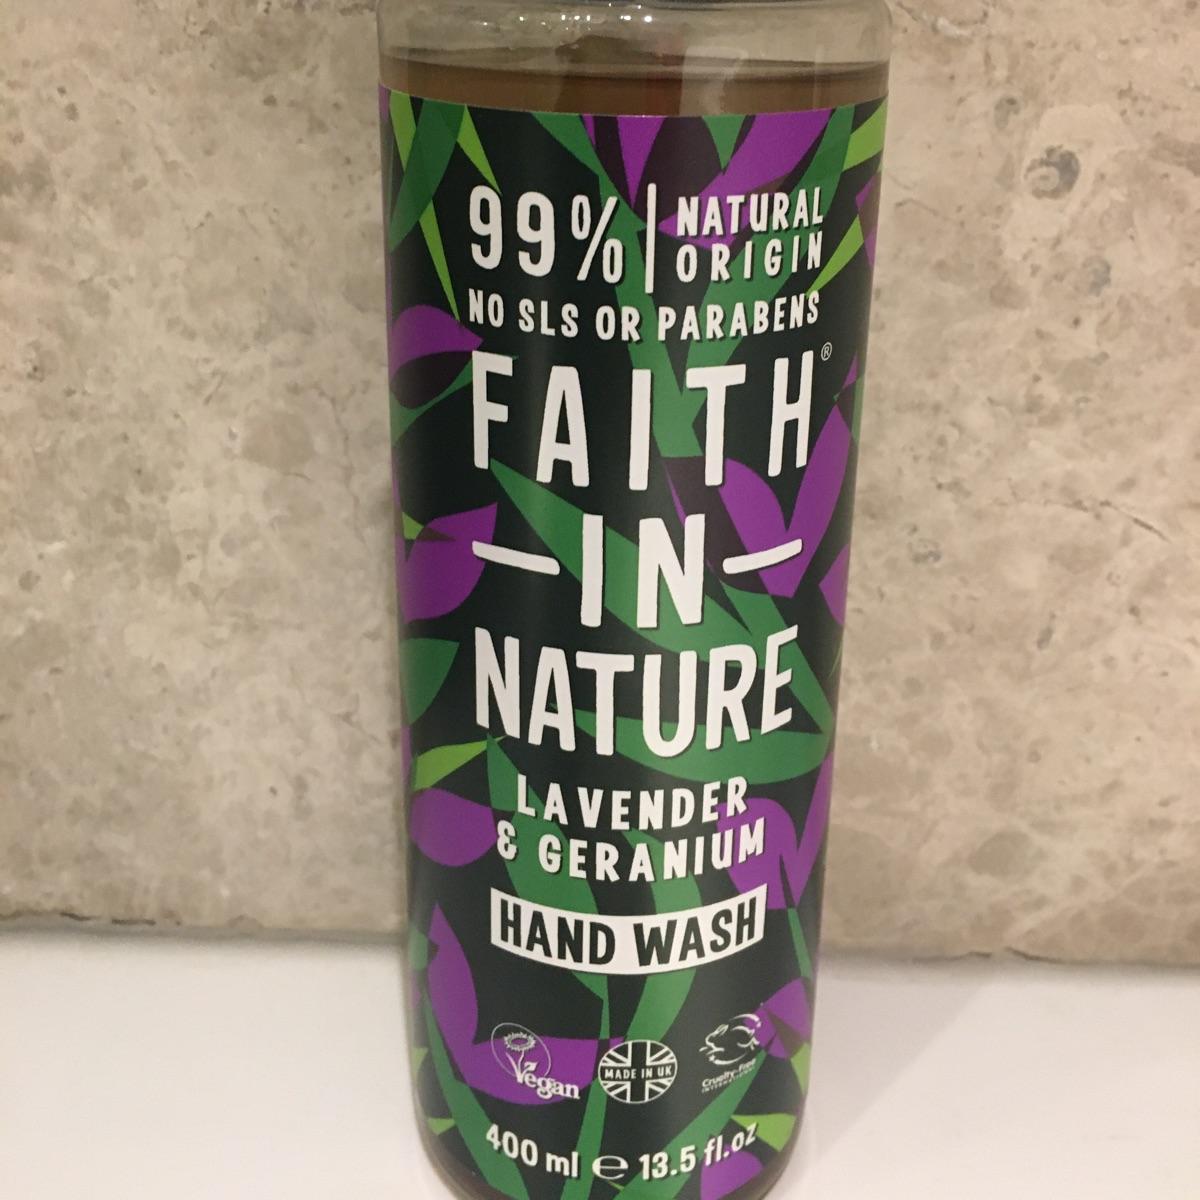 99% NATURAL
ORIGIN
NO SLS OR PARABENS
FAITH®
IN
NATURE
LAVENDER
& GERANIUM
HAND WASH
Vegan
MADE IN UK
Cruelty-Free
INTERNATIONAL
400 ml ℮ 13.5 fl.oz